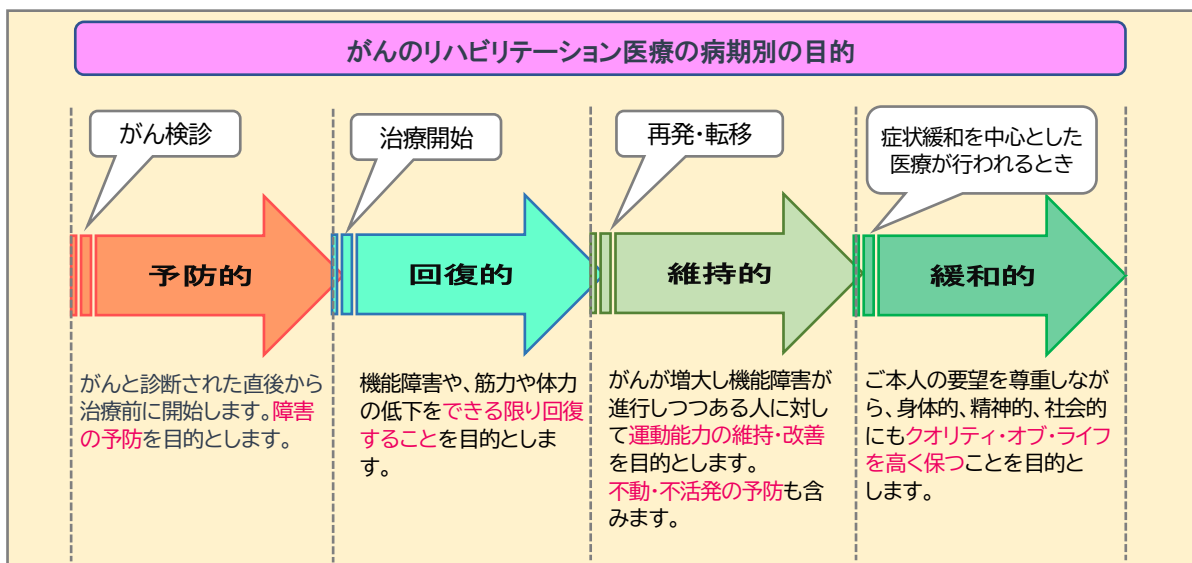 がんのリハビリテーション医療の病期別の目的
がん検診
治療開始
再発・転移
症状緩和を中心とした
医療が行われるとき
予防的
回復的
維持的
緩和的
がんと診断された直後から
治療前に開始します。障害
の予防を目的とします。
機能障害や、筋力や体力
の低下をできる限り回復
することを目的としま
す。
がんが増大し機能障害が
進行しつつある人に対し
て運動能力の維持・改善
を目的とします。
不動・不活発の予防も含
みます。
ご本人の要望を尊重しなが
ら、身体的、精神的、社会的
にもクオリティ・オブ・ライフ
を高く保つことを目的と
します。